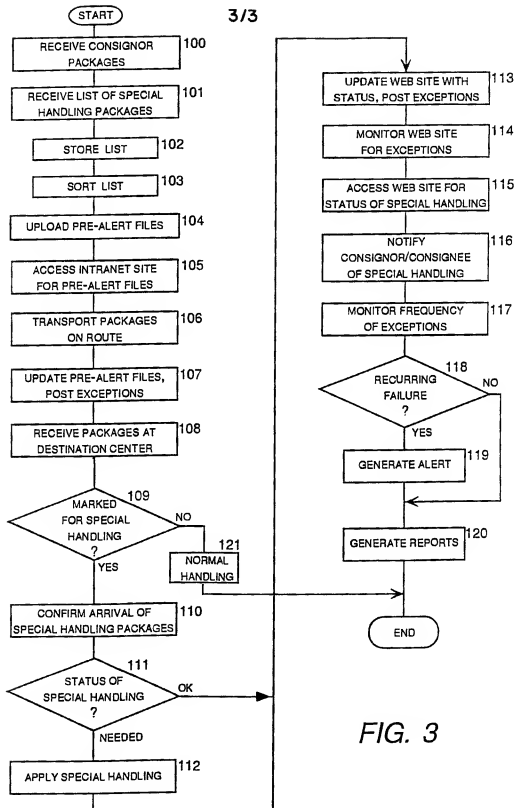 3/3
START
RECEIVE CONSIGNOR
PACKAGES
100
RECEIVE LIST OF SPECIAL
HANDLING PACKAGES
101
STORE LIST
102
SORT LIST
103
UPLOAD PRE-ALERT FILES
104
ACCESS INTRANET SITE
FOR PRE-ALERT FILES
105
TRANSPORT PACKAGES
ON ROUTE
106
UPDATE PRE-ALERT FILES,
POST EXCEPTIONS
107
RECEIVE PACKAGES AT
DESTINATION CENTER
108
MARKED
FOR SPECIAL
HANDLING
?
109
NO
YES
NORMAL
HANDLING
121
CONFIRM ARRIVAL OF
SPECIAL HANDLING PACKAGES
110
STATUS OF
SPECIAL HANDLING
?
111
OK
NEEDED
APPLY SPECIAL HANDLING
112
UPDATE WEB SITE WITH
STATUS, POST EXCEPTIONS
113
MONITOR WEB SITE
FOR EXCEPTIONS
114
ACCESS WEB SITE FOR
STATUS OF SPECIAL HANDLING
115
NOTIFY
CONSIGNOR/CONSIGNEE
OF SPECIAL HANDLING
116
MONITOR FREQUENCY
OF EXCEPTIONS
117
RECURRING
FAILURE
?
118
NO
YES
GENERATE ALERT
119
GENERATE REPORTS
120
END
FIG. 3